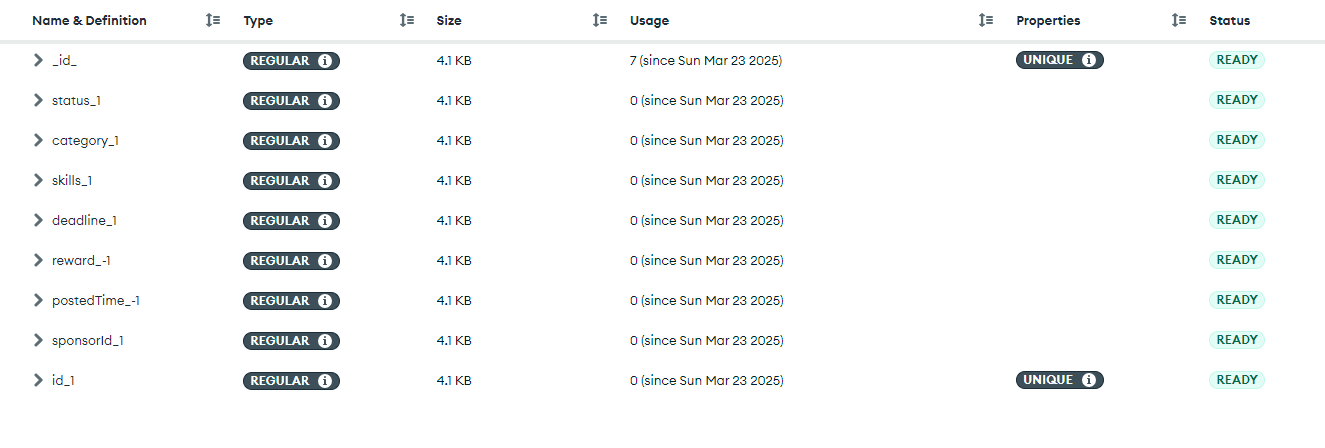 Name & Definition Type Size Usage Properties Status
_id_ REGULAR 4.1 KB 7 (since Sun Mar 23 2025) UNIQUE READY
status_1 REGULAR 4.1 KB 0 (since Sun Mar 23 2025) READY
category_1 REGULAR 4.1 KB 0 (since Sun Mar 23 2025) READY
skills_1 REGULAR 4.1 KB 0 (since Sun Mar 23 2025) READY
deadline_1 REGULAR 4.1 KB 0 (since Sun Mar 23 2025) READY
reward_-1 REGULAR 4.1 KB 0 (since Sun Mar 23 2025) READY
postedTime_-1 REGULAR 4.1 KB 0 (since Sun Mar 23 2025) READY
sponsorId_1 REGULAR 4.1 KB 0 (since Sun Mar 23 2025) READY
id_1 REGULAR 4.1 KB 0 (since Sun Mar 23 2025) UNIQUE READY